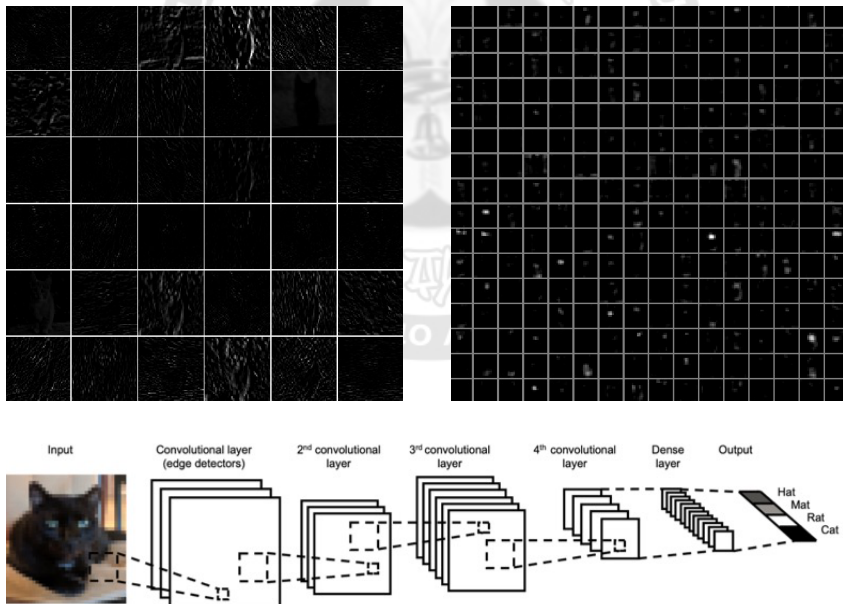 Input
Convolutional layer
(edge detectors)
2nd convolutional
layer
3rd convolutional
layer
4th convolutional
layer
Dense
layer
Output
Hat
Mat
Rat
Cat